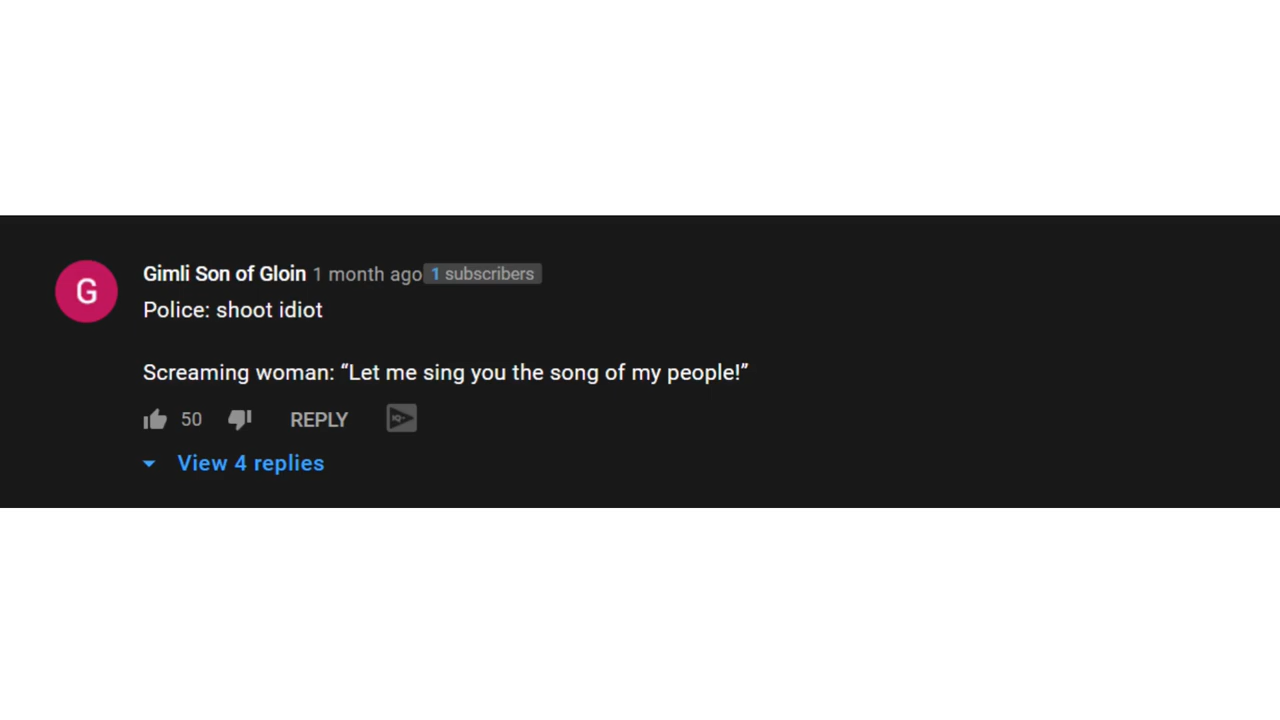 G
Gimli Son of Gloin 1 month ago 1 subscribers
Police: shoot idiot
Screaming woman: “Let me sing you the song of my people!”
50 REPLY
View 4 replies